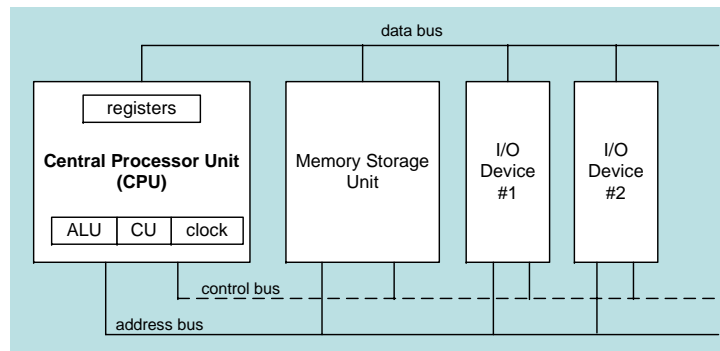 data bus
registers
Central Processor Unit
(CPU)
ALU CU clock
Memory Storage
Unit
I/O
Device
#1
I/O
Device
#2
control bus
address bus